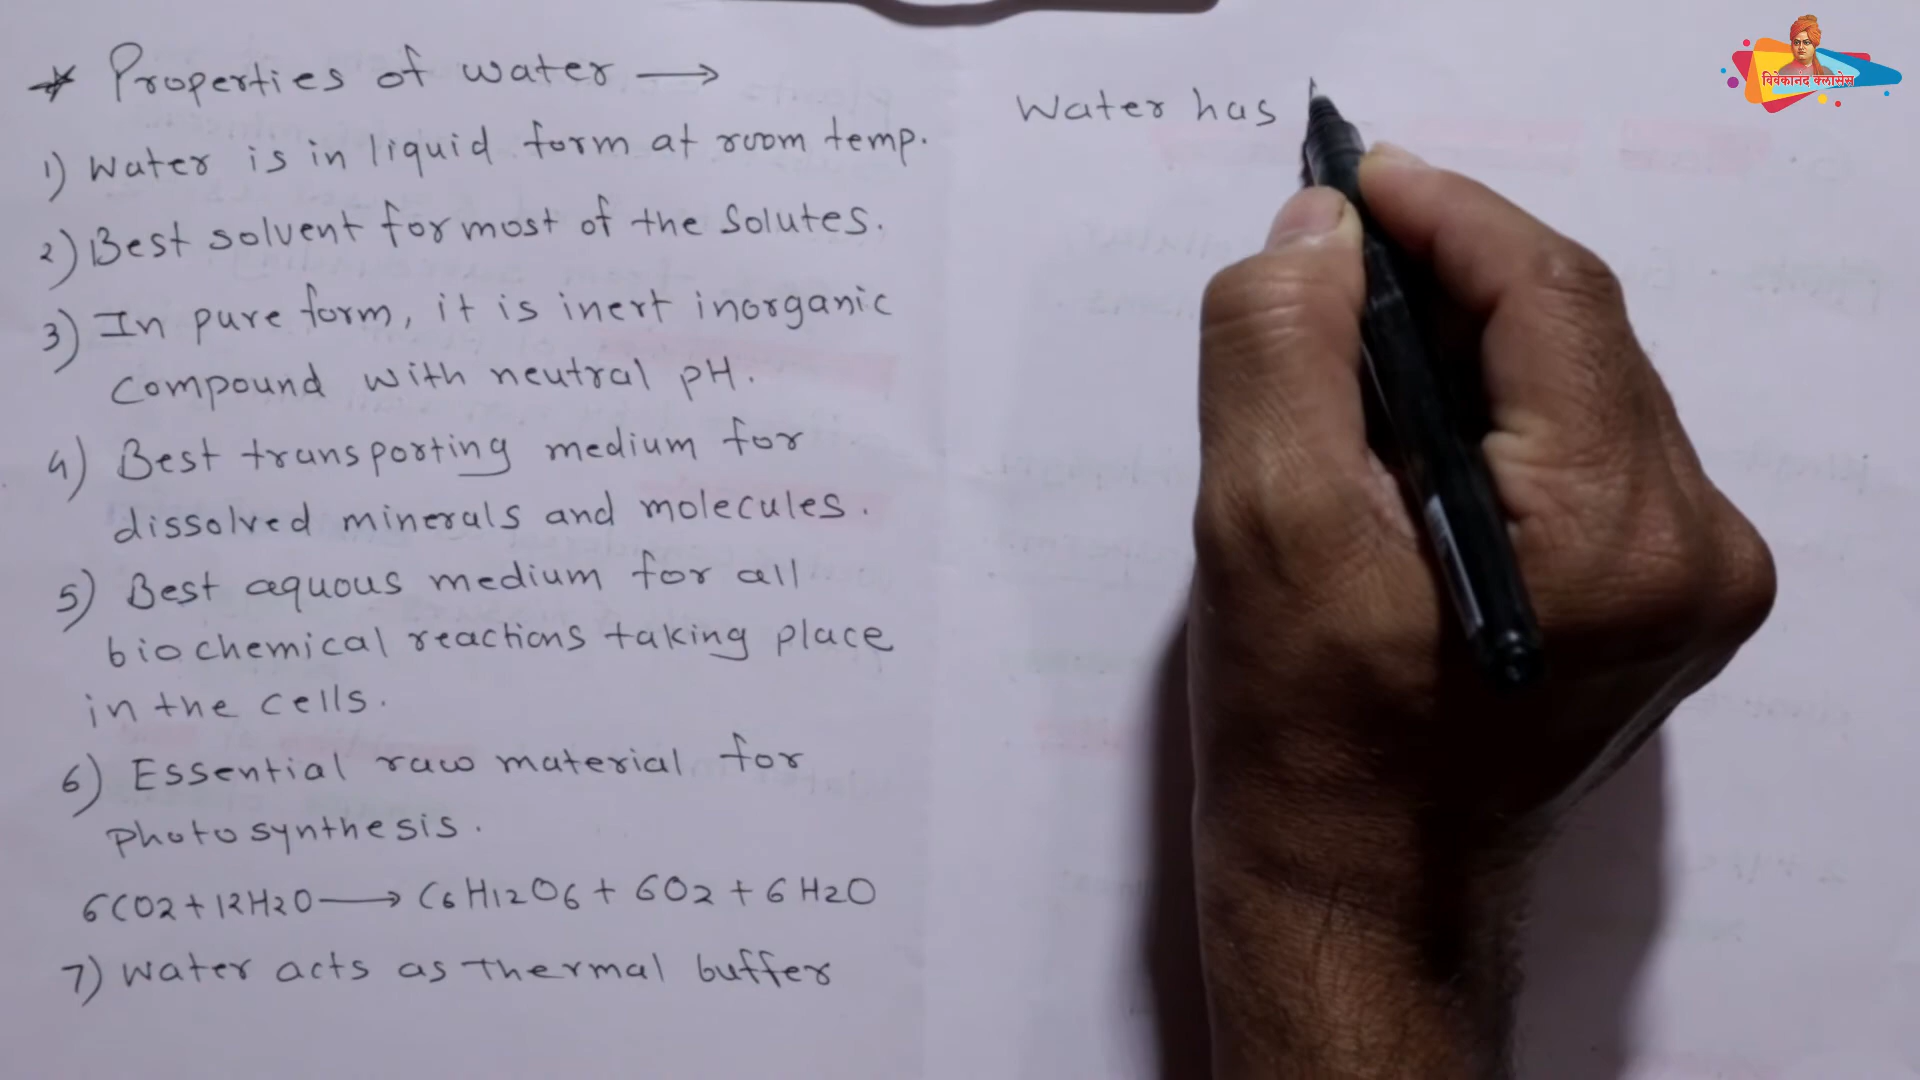 * Properties of water →
1) Water is in liquid form at room temp.
2) Best solvent for most of the Solutes.
3) In pure form, it is inert inorganic
compound with neutral pH.
4) Best transporting medium for
dissolved minerals and molecules.
5) Best aquous medium for all
biochemical reactions taking place
in the cells.
6) Essential raw material for
photosynthesis.
6CO2 + 12H2O → C6H12O6 + 6O2 + 6H2O
7) Water acts as thermal buffer
Water has
विवेकानंद क्लासेस